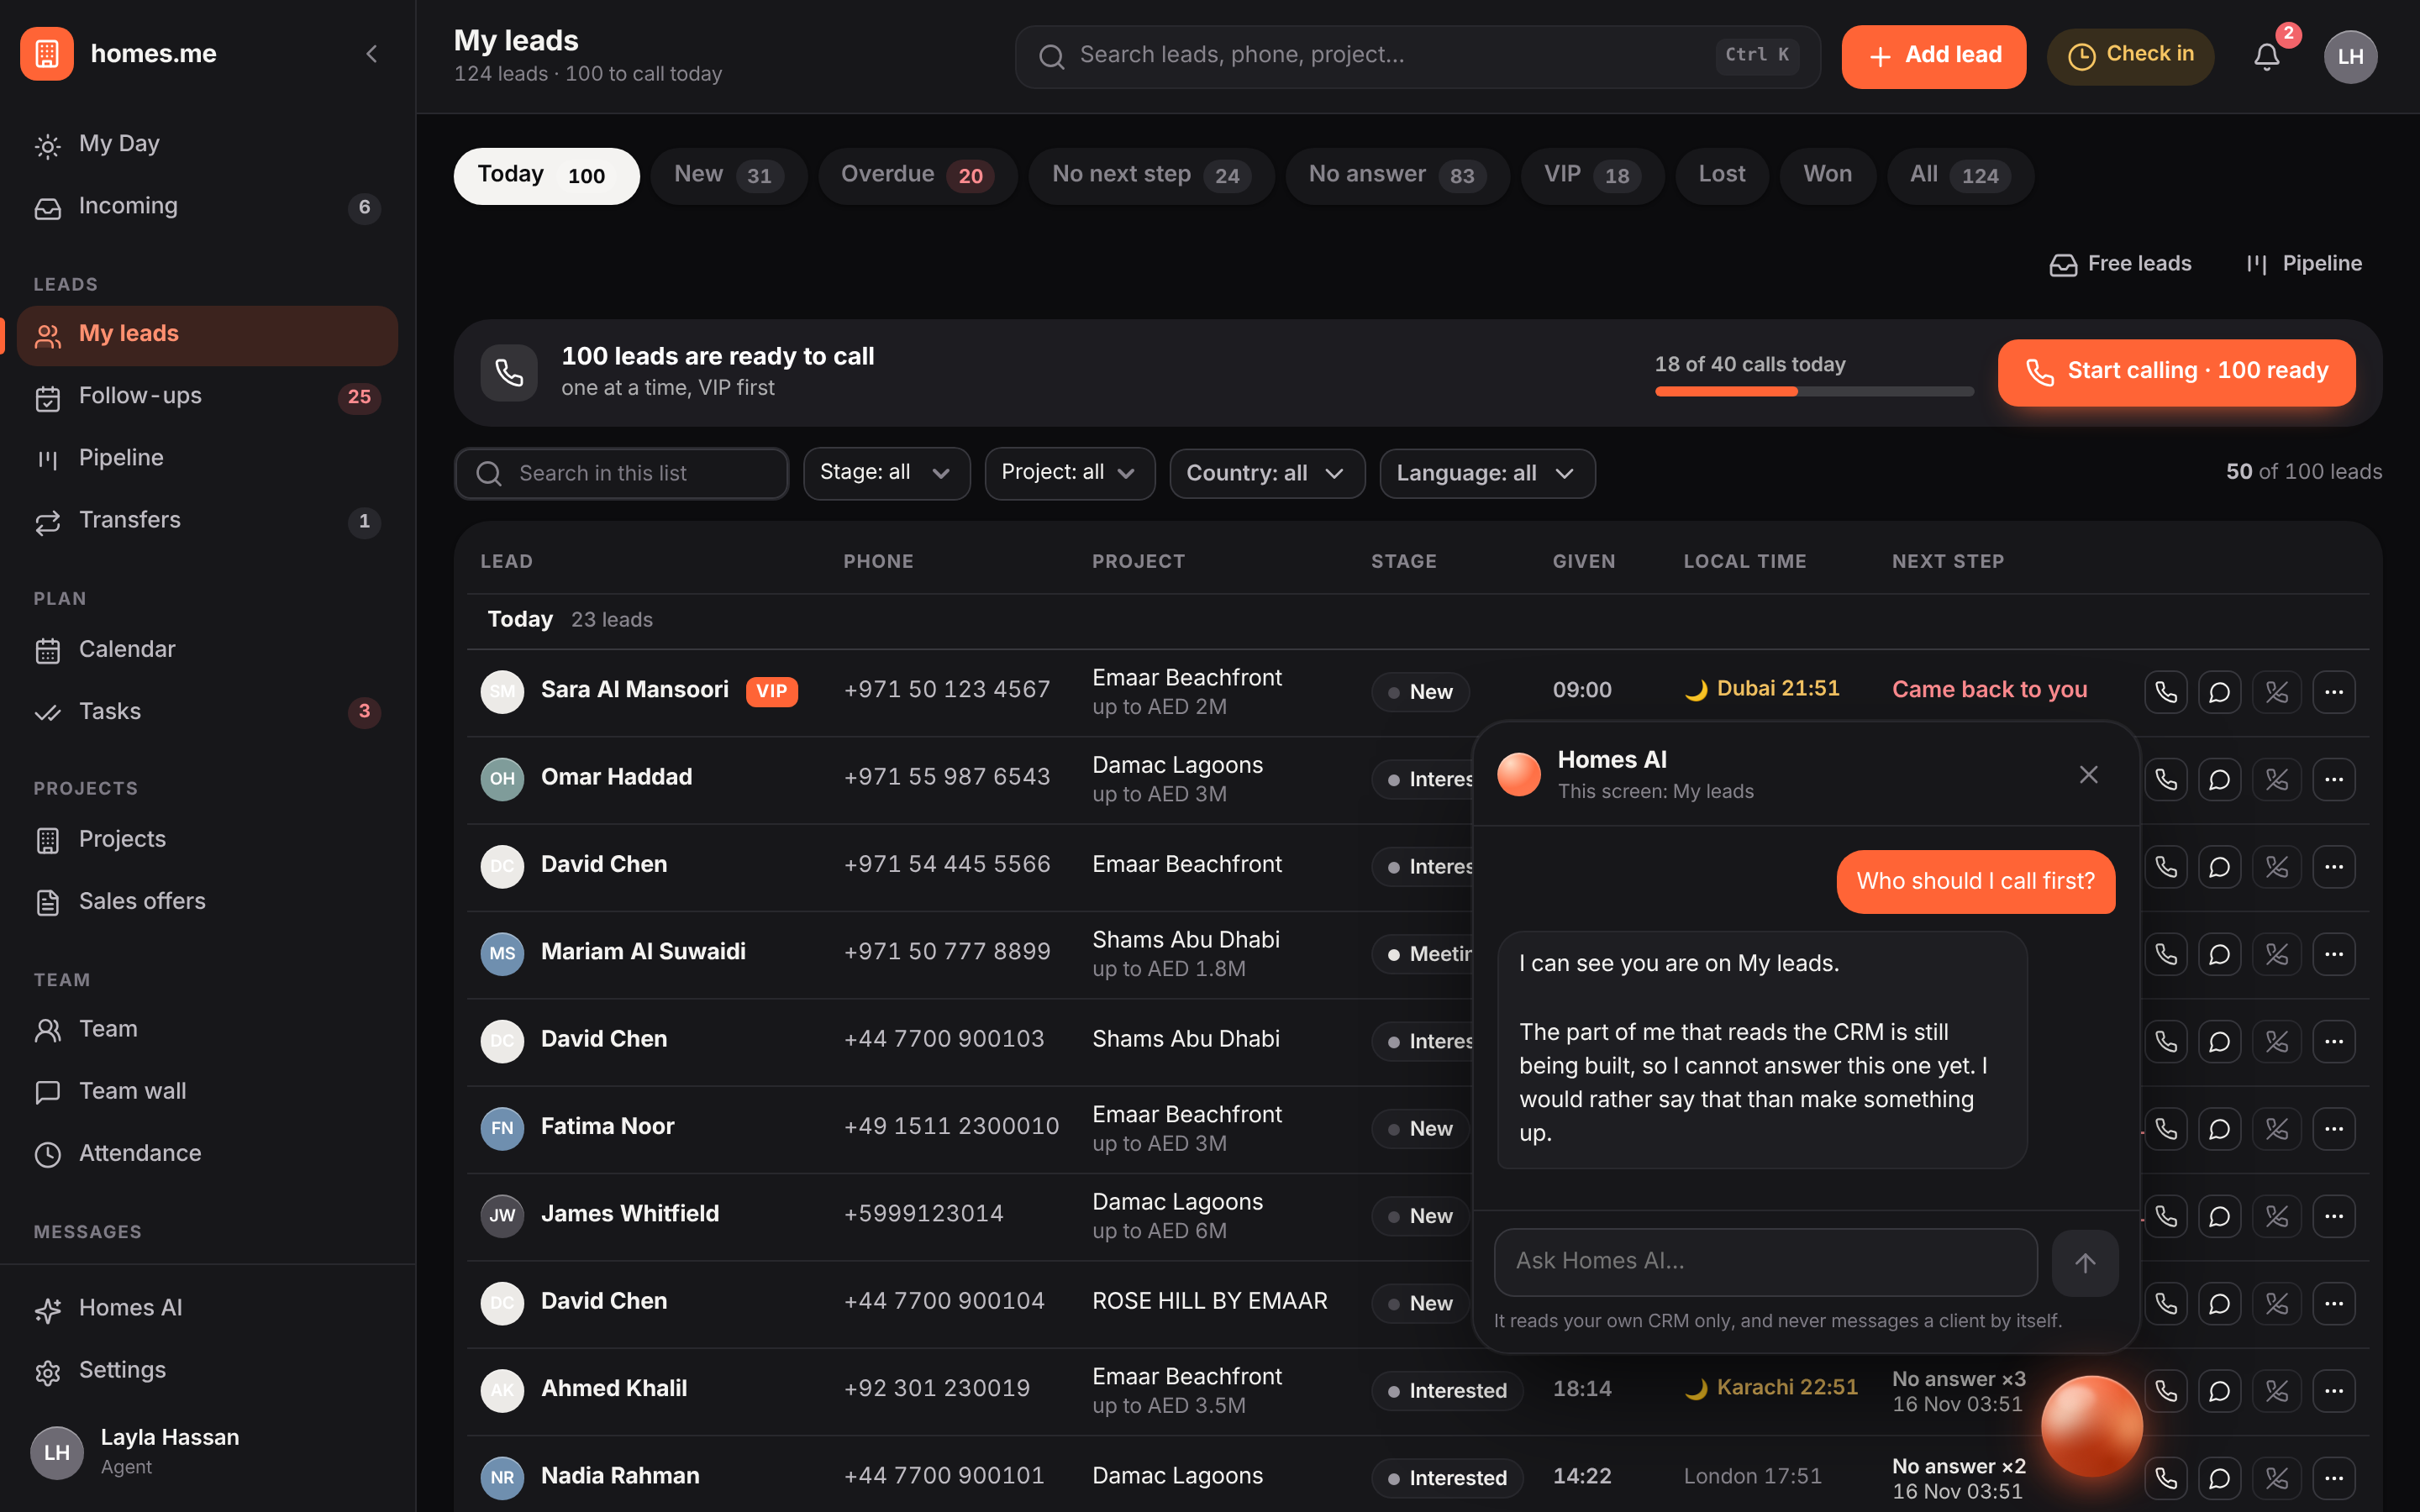 homes.me
My Day
Incoming 6
LEADS
My leads
Follow-ups 25
Pipeline
Transfers 1
PLAN
Calendar
Tasks 3
PROJECTS
Projects
Sales offers
TEAM
Team
Team wall
Attendance
MESSAGES
Homes AI
Settings
LH Layla Hassan
Agent
My leads
124 leads · 100 to call today
Search leads, phone, project... Ctrl K
Add lead
Check in
2
LH
Today 100 New 31 Overdue 20 No next step 24 No answer 83 VIP 18 Lost Won All 124
Free leads Pipeline
100 leads are ready to call
one at a time, VIP first
18 of 40 calls today
Start calling · 100 ready
Search in this list Stage: all Project: all Country: all Language: all 50 of 100 leads
LEAD PHONE PROJECT STAGE GIVEN LOCAL TIME NEXT STEP
Today 23 leads
SM Sara Al Mansoori VIP +971 50 123 4567 Emaar Beachfront New 09:00 🌙 Dubai 21:51 Came back to you
up to AED 2M
OH Omar Haddad +971 55 987 6543 Damac Lagoons Interes
up to AED 3M
DC David Chen +971 54 445 5566 Emaar Beachfront Interes
MS Mariam Al Suwaidi +971 50 777 8899 Shams Abu Dhabi Meetin
up to AED 1.8M
DC David Chen +44 7700 900103 Shams Abu Dhabi Interes
FN Fatima Noor +49 1511 2300010 Emaar Beachfront New
up to AED 3M
JW James Whitfield +5999123014 Damac Lagoons New
up to AED 6M
DC David Chen +44 7700 900104 ROSE HILL BY EMAAR New
AK Ahmed Khalil +92 301 230019 Emaar Beachfront Interested 18:14 🌙 Karachi 22:51 No answer ×3
up to AED 3.5M 16 Nov 03:51
NR Nadia Rahman +44 7700 900101 Damac Lagoons Interested 14:22 London 17:51 No answer ×2
16 Nov 03:51
Homes AI
This screen: My leads
Who should I call first?
I can see you are on My leads.
The part of me that reads the CRM is still
being built, so I cannot answer this one yet. I
would rather say that than make something
up.
Ask Homes AI...
It reads your own CRM only, and never messages a client by itself.